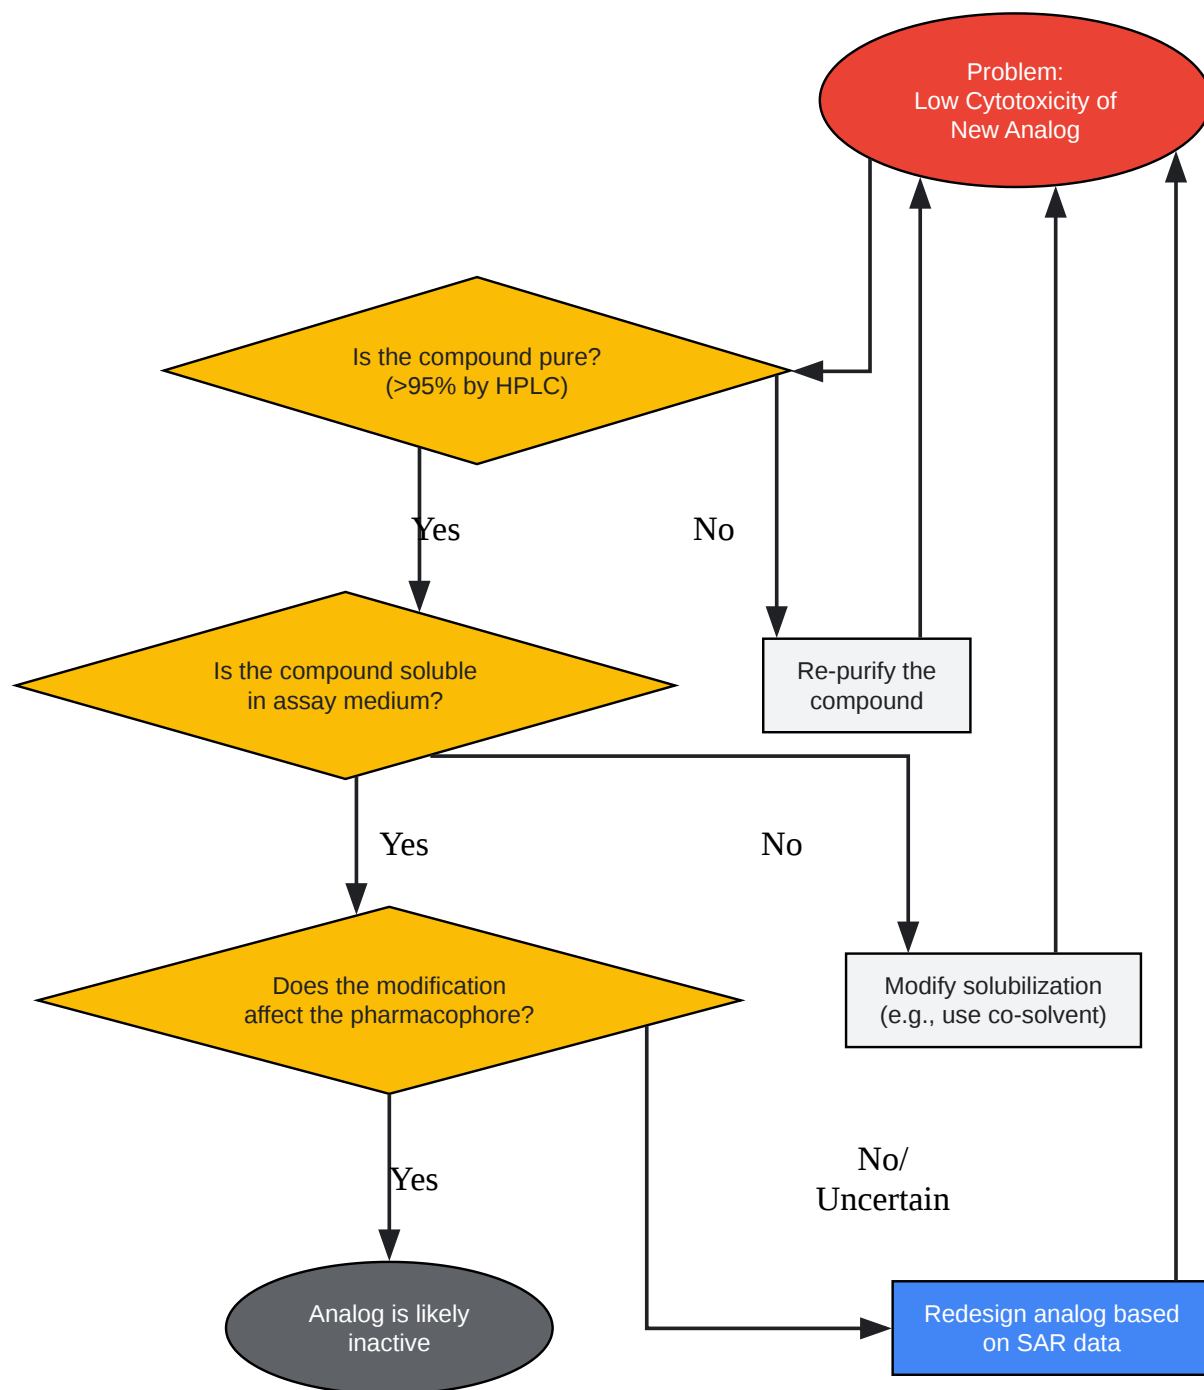 Problem:
Low Cytotoxicity of
New Analog
Is the compound pure?
(>95% by HPLC)
Yes
No
Is the compound soluble
in assay medium?
Re-purify the
compound
Yes
No
Does the modification
affect the pharmacophore?
Modify solubilization
(e.g., use co-solvent)
Yes
No/
Uncertain
Analog is likely
inactive
Redesign analog based
on SAR data